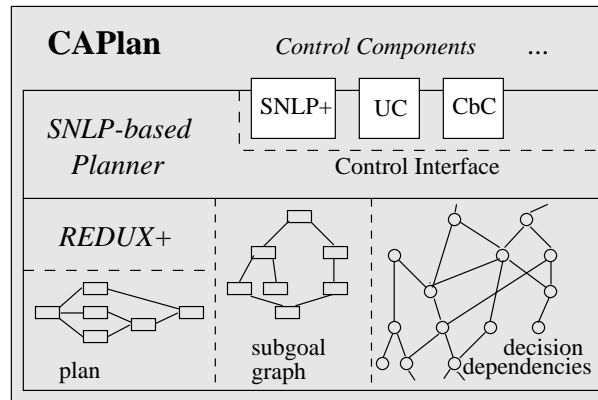 CAPlan
Control Components ...
SNLP+ UC CbC
SNLP-based
Planner
Control Interface
REDUX+
plan
subgoal
graph
decision
dependencies